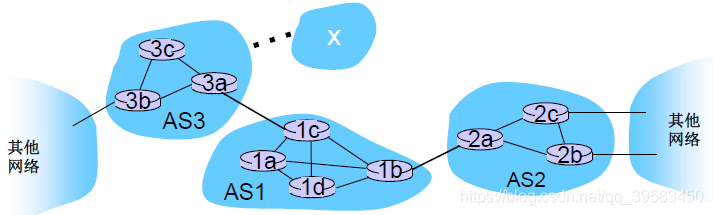 3c
x
3a
3b
AS3
其他
网络
1c
1a
1b
1d
AS1
2c
2a
2b
AS2
其他
网络
https://blog.csdn.net/qq_39583450